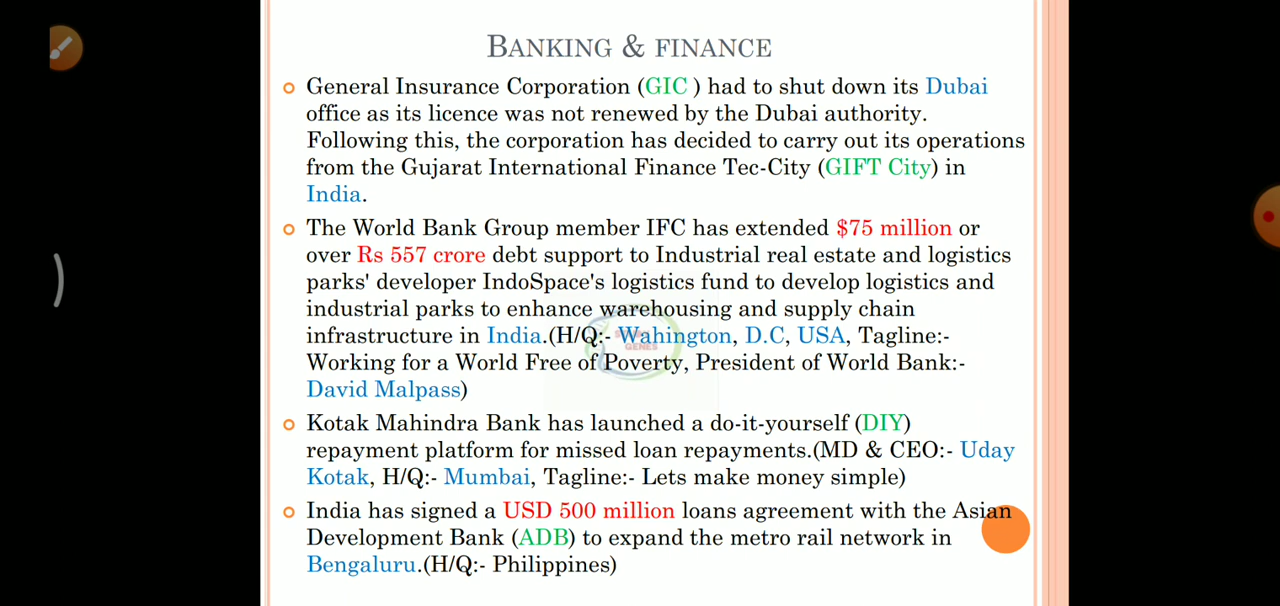 BANKING & FINANCE
General Insurance Corporation (GIC ) had to shut down its Dubai
office as its licence was not renewed by the Dubai authority.
Following this, the corporation has decided to carry out its operations
from the Gujarat International Finance Tec-City (GIFT City) in
India.
The World Bank Group member IFC has extended $75 million or
over Rs 557 crore debt support to Industrial real estate and logistics
parks' developer IndoSpace's logistics fund to develop logistics and
industrial parks to enhance warehousing and supply chain
infrastructure in India.(H/Q:- Wahington, D.C, USA, Tagline:-
Working for a World Free of Poverty, President of World Bank:-
David Malpass)
Kotak Mahindra Bank has launched a do-it-yourself (DIY)
repayment platform for missed loan repayments.(MD & CEO:- Uday
Kotak, H/Q:- Mumbai, Tagline:- Lets make money simple)
India has signed a USD 500 million loans agreement with the Asian
Development Bank (ADB) to expand the metro rail network in
Bengaluru.(H/Q:- Philippines)
GENES